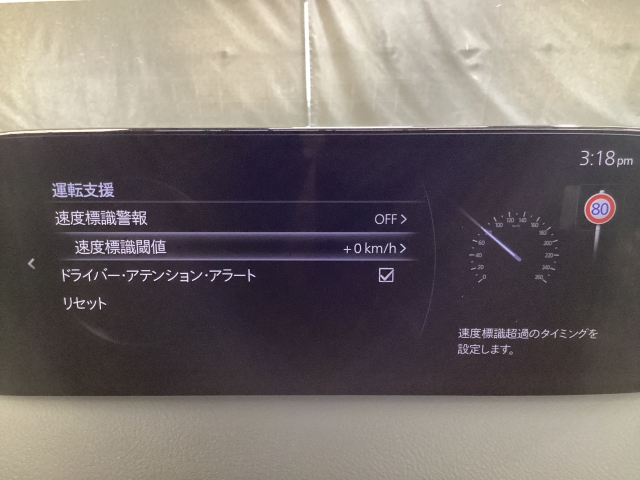 3:18pm
運転支援
速度標識警報 OFF
速度標識閾値 +0 km/h
ドライバー・アテンション・アラート
リセット
80
速度標識超過のタイミングを
設定します。